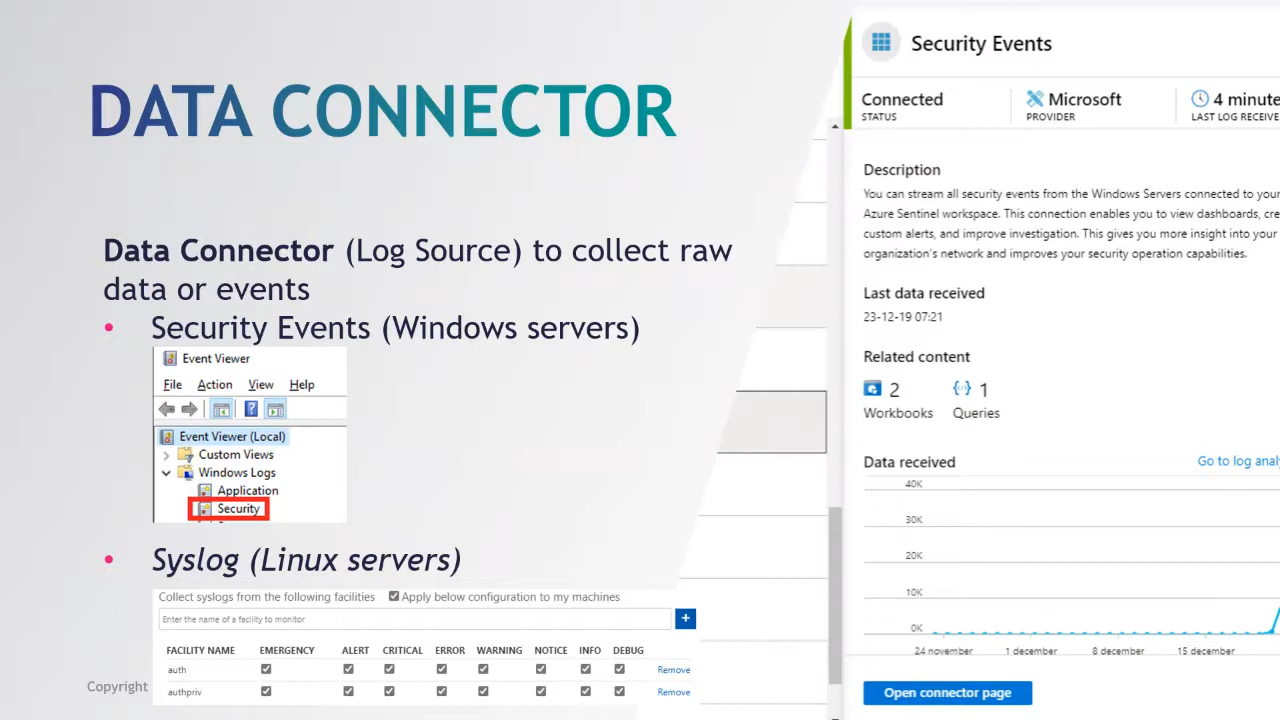 DATA CONNECTOR
Data Connector (Log Source) to collect raw
data or events
• Security Events (Windows servers)
Event Viewer
File Action View Help
Event Viewer (Local)
Custom Views
Windows Logs
Application
Security
• Syslog (Linux servers)
Collect syslogs from the following facilities Apply below configuration to my machines
Enter the name of a facility to monitor
+
FACILITY NAME EMERGENCY ALERT CRITICAL ERROR WARNING NOTICE INFO DEBUG
auth Remove
authpriv Remove
Copyright
Security Events
Connected Microsoft 4 minute
STATUS PROVIDER LAST LOG RECEIVE
Description
You can stream all security events from the Windows Servers connected to your
Azure Sentinel workspace. This connection enables you to view dashboards, cre
custom alerts, and improve investigation. This gives you more insight into your
organization's network and improves your security operation capabilities.
Last data received
23-12-19 07:21
Related content
2 1
Workbooks Queries
Data received Go to log analy
40K
30K
20K
10K
0K
24 november 1 december 8 december 15 december
Open connector page